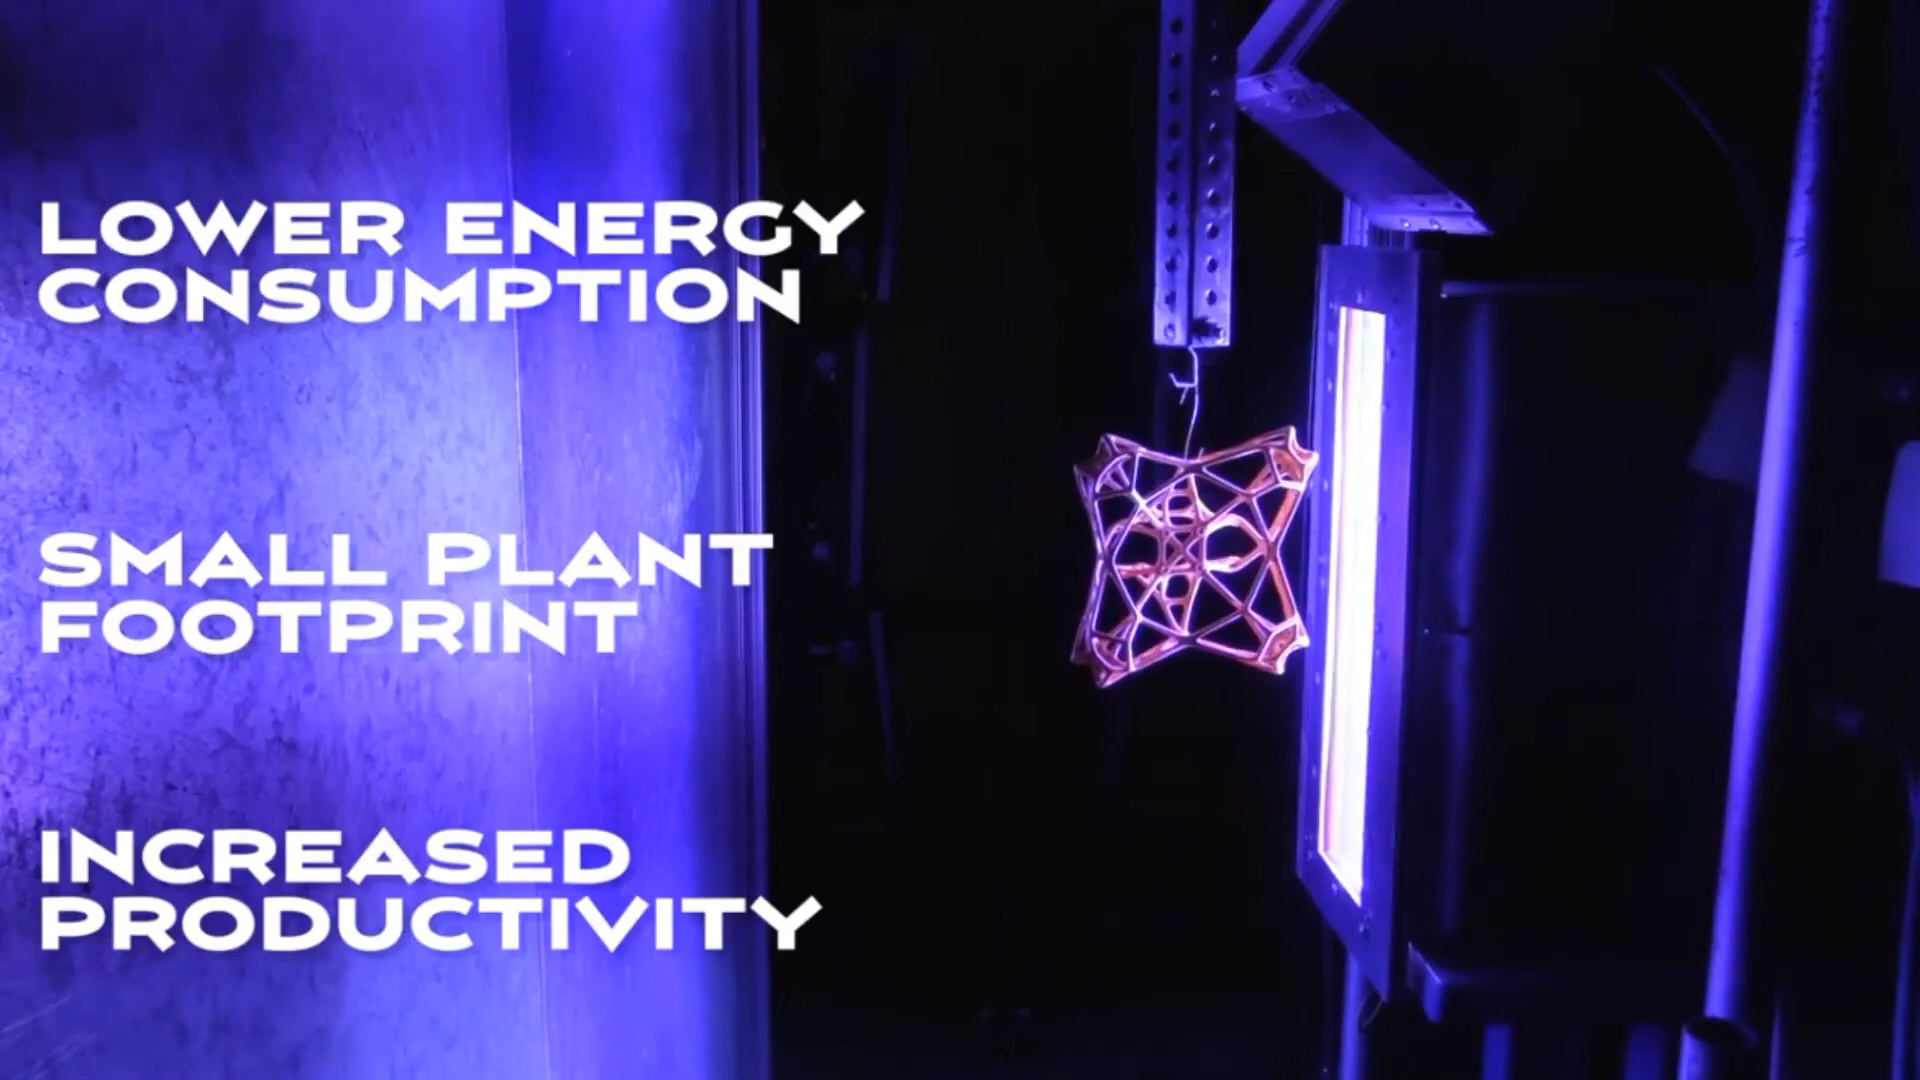 LOWER ENERGY
CONSUMPTION
SMALL PLANT
FOOTPRINT
INCREASED
PRODUCTIVITY